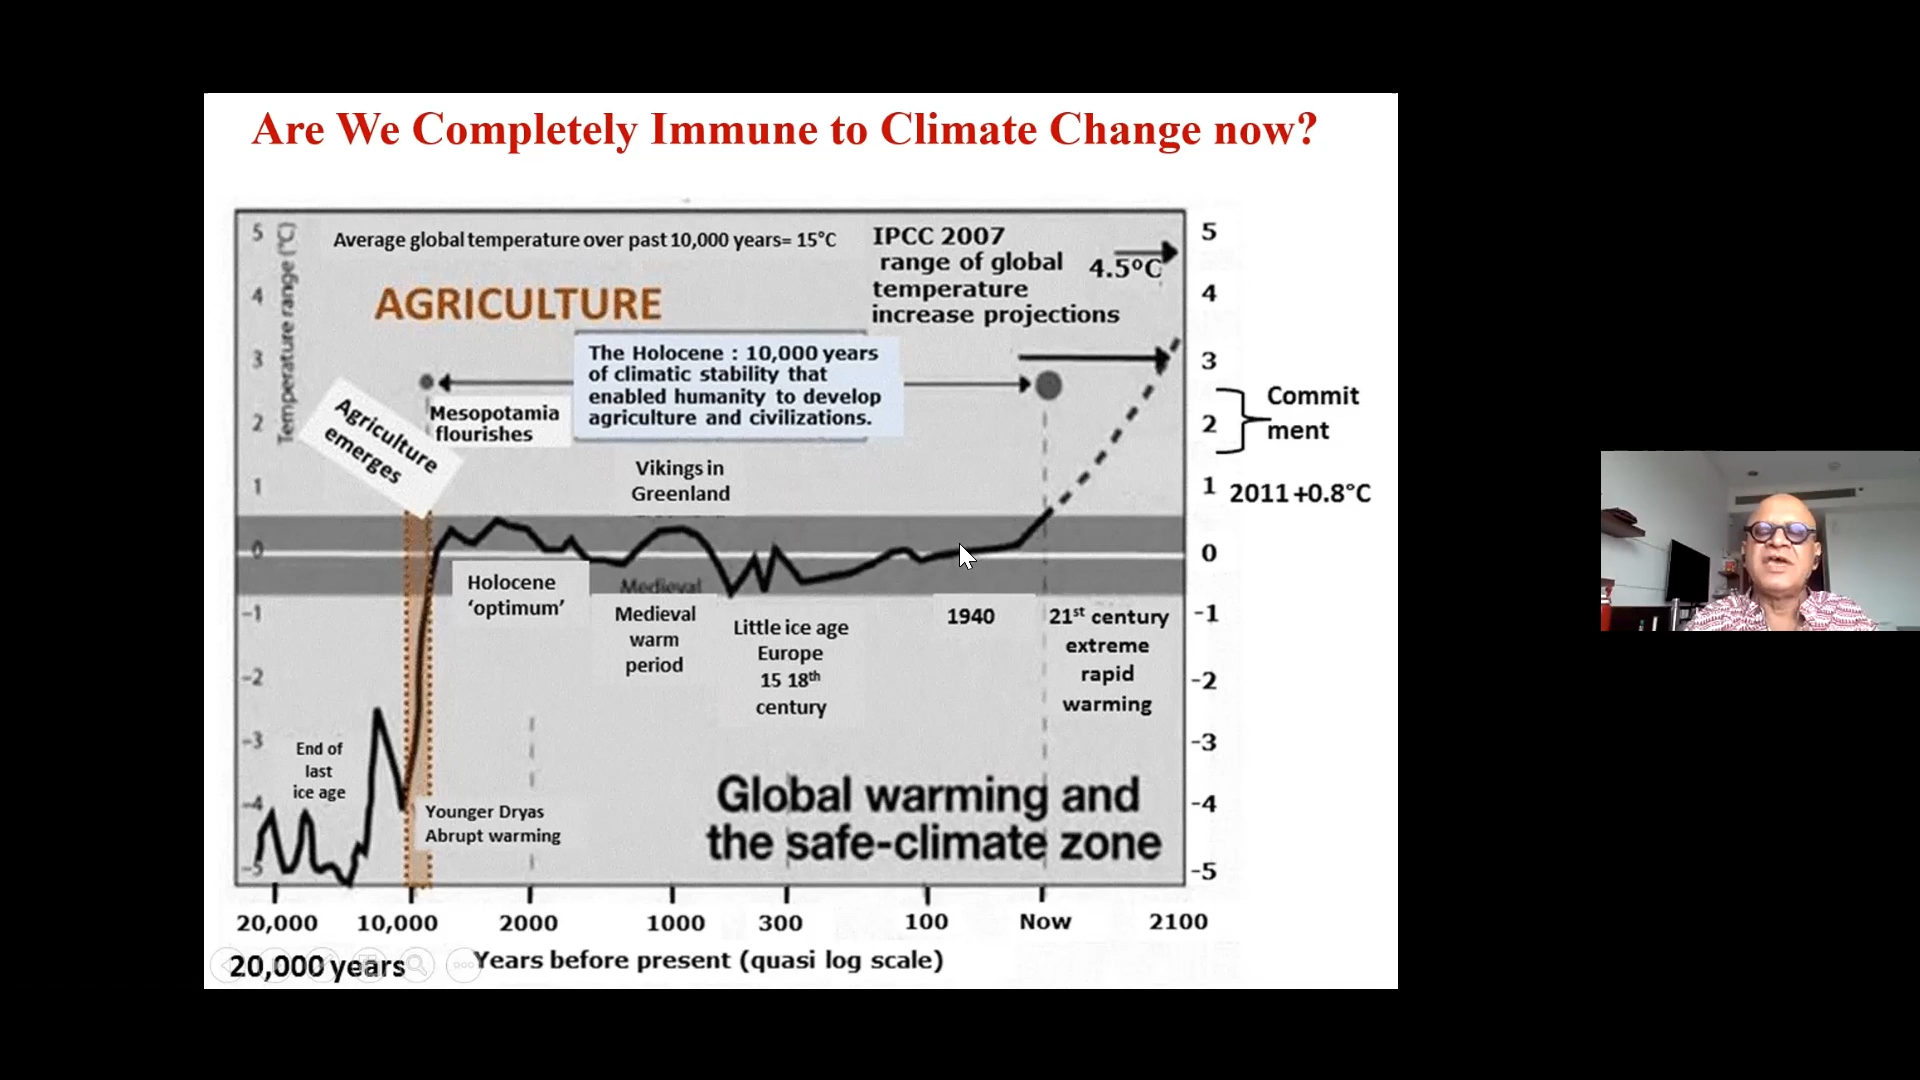 Are We Completely Immune to Climate Change now?
Average global temperature over past 10,000 years= 15°C
IPCC 2007
range of global
temperature
increase projections
4.5°C
AGRICULTURE
Temperature range (°C)
5
4
3
2
1
0
-1
-2
-3
-4
-5
The Holocene : 10,000 years
of climatic stability that
enabled humanity to develop
agriculture and civilizations.
Agriculture
emerges
Mesopotamia
flourishes
Vikings in
Greenland
Holocene
‘optimum’
Medieval
Medieval
warm
period
Little ice age
Europe
15 18th
century
1940
21st century
extreme
rapid
warming
End of
last
ice age
Younger Dryas
Abrupt warming
Global warming and
the safe-climate zone
5
4
3
2
1
0
-1
-2
-3
-4
-5
Commit
ment
2011 +0.8°C
20,000 10,000 2000 1000 300 100 Now 2100
20,000 years
Years before present (quasi log scale)